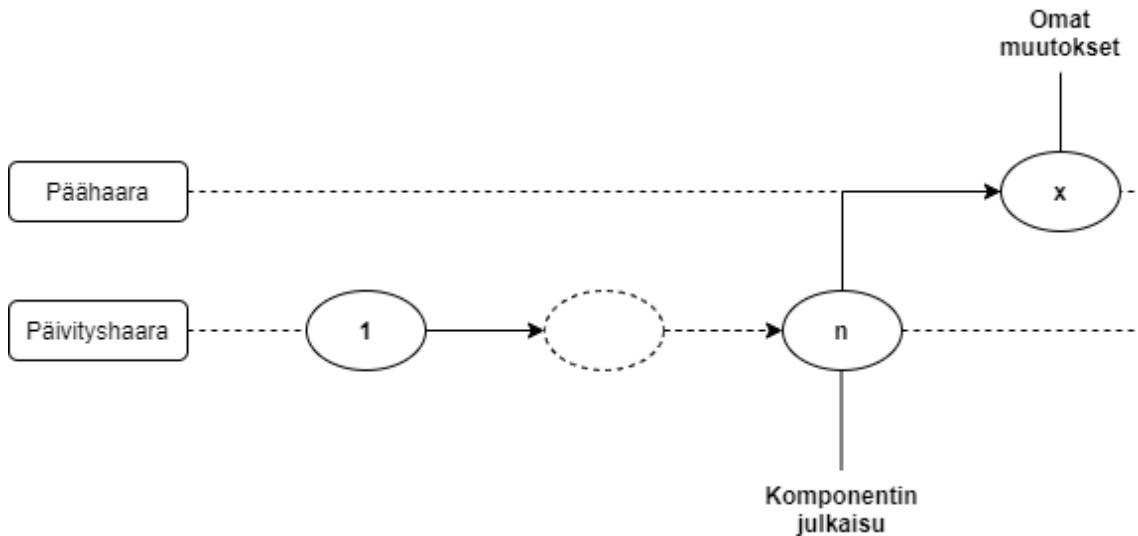 Omat
muutokset
Päähaara
x
Päivityshaara
1
n
Komponentin
julkaisu